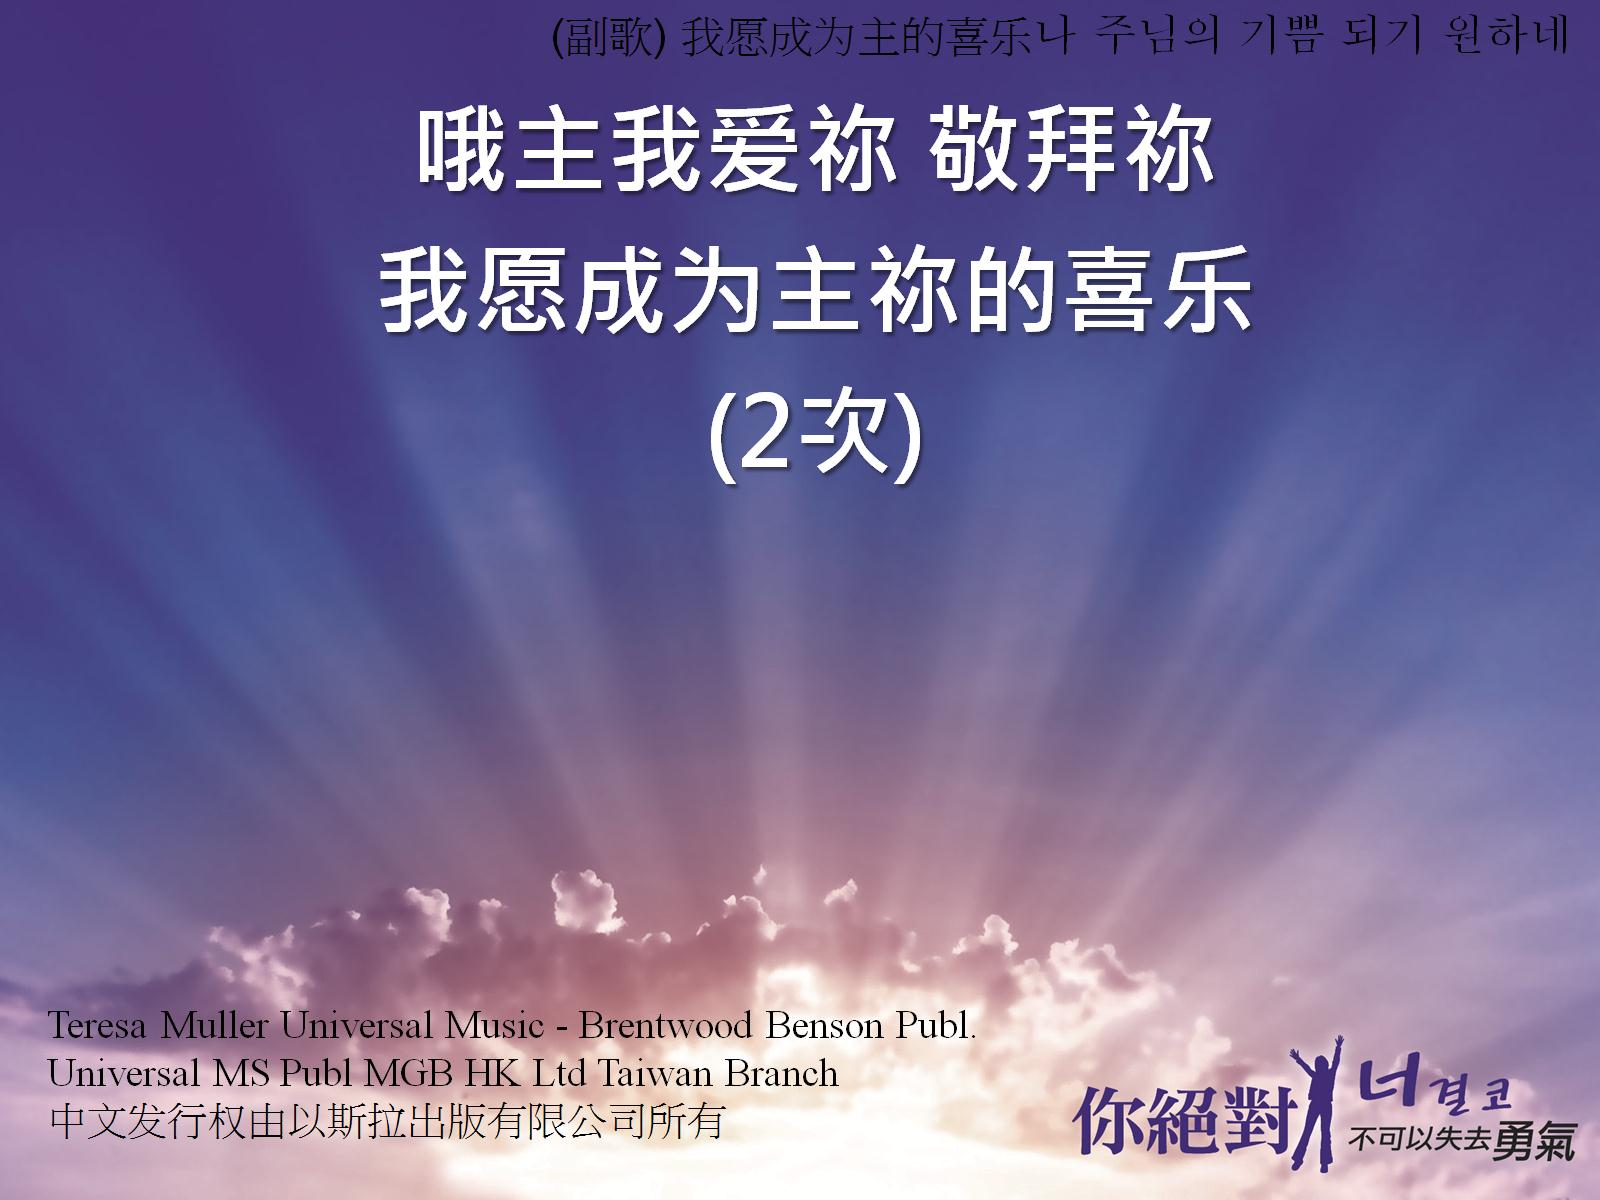 (副歌) 我愿成为主的喜乐나 주님의 기쁨 되기 원하네
哦主我爱祢 敬拜祢
我愿成为主祢的喜乐
(2次)
Teresa Muller Universal Music - Brentwood Benson Publ.
Universal MS Publ MGB HK Ltd Taiwan Branch
中文发行权由以斯拉出版有限公司所有
你絕對 너 결코
不可以失去勇氣